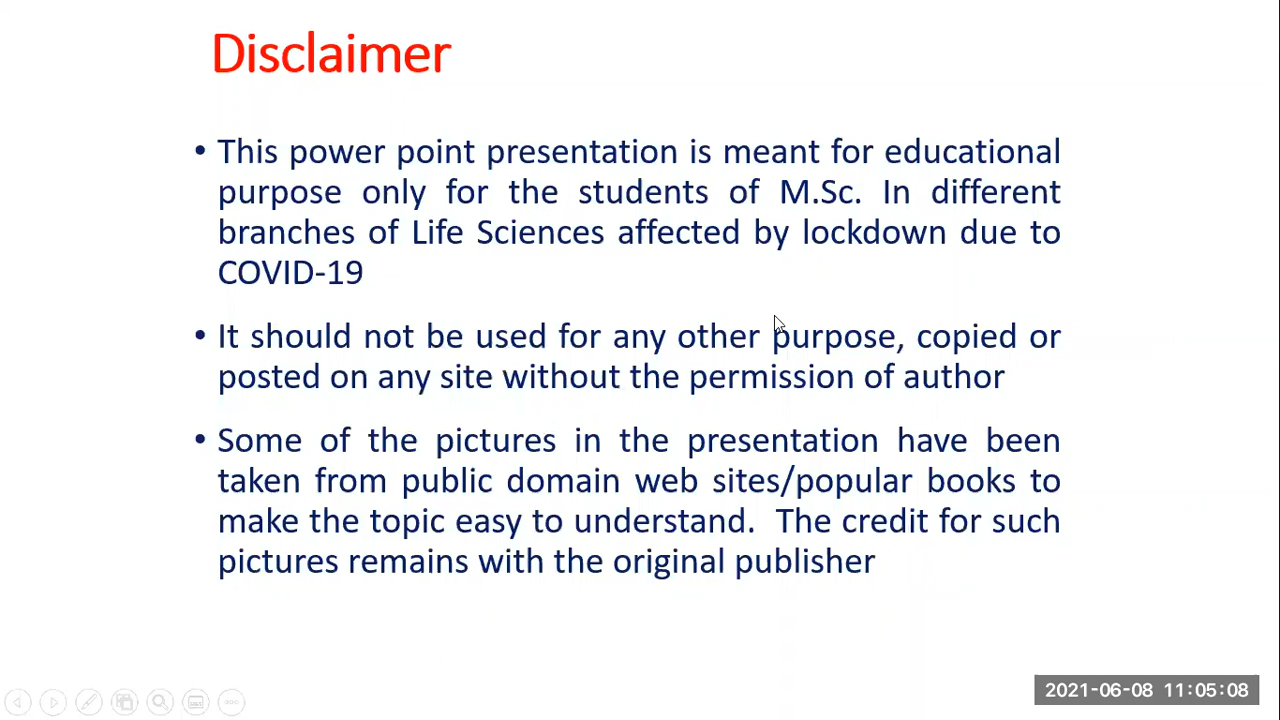 Disclaimer
• This power point presentation is meant for educational
purpose only for the students of M.Sc. In different
branches of Life Sciences affected by lockdown due to
COVID-19
• It should not be used for any other purpose, copied or
posted on any site without the permission of author
• Some of the pictures in the presentation have been
taken from public domain web sites/popular books to
make the topic easy to understand.  The credit for such
pictures remains with the original publisher
2021-06-08 11:05:08